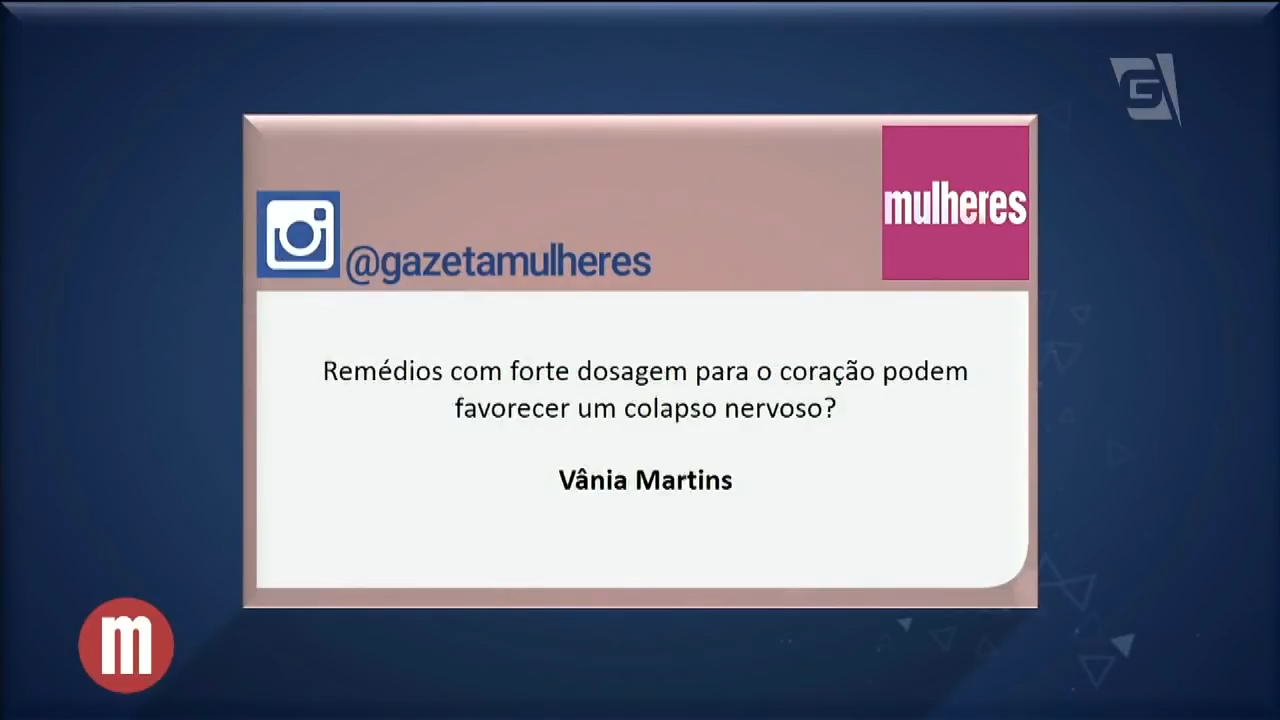 mulheres
@gazetamulheres
Remédios com forte dosagem para o coração podem
favorecer um colapso nervoso?
Vânia Martins
m